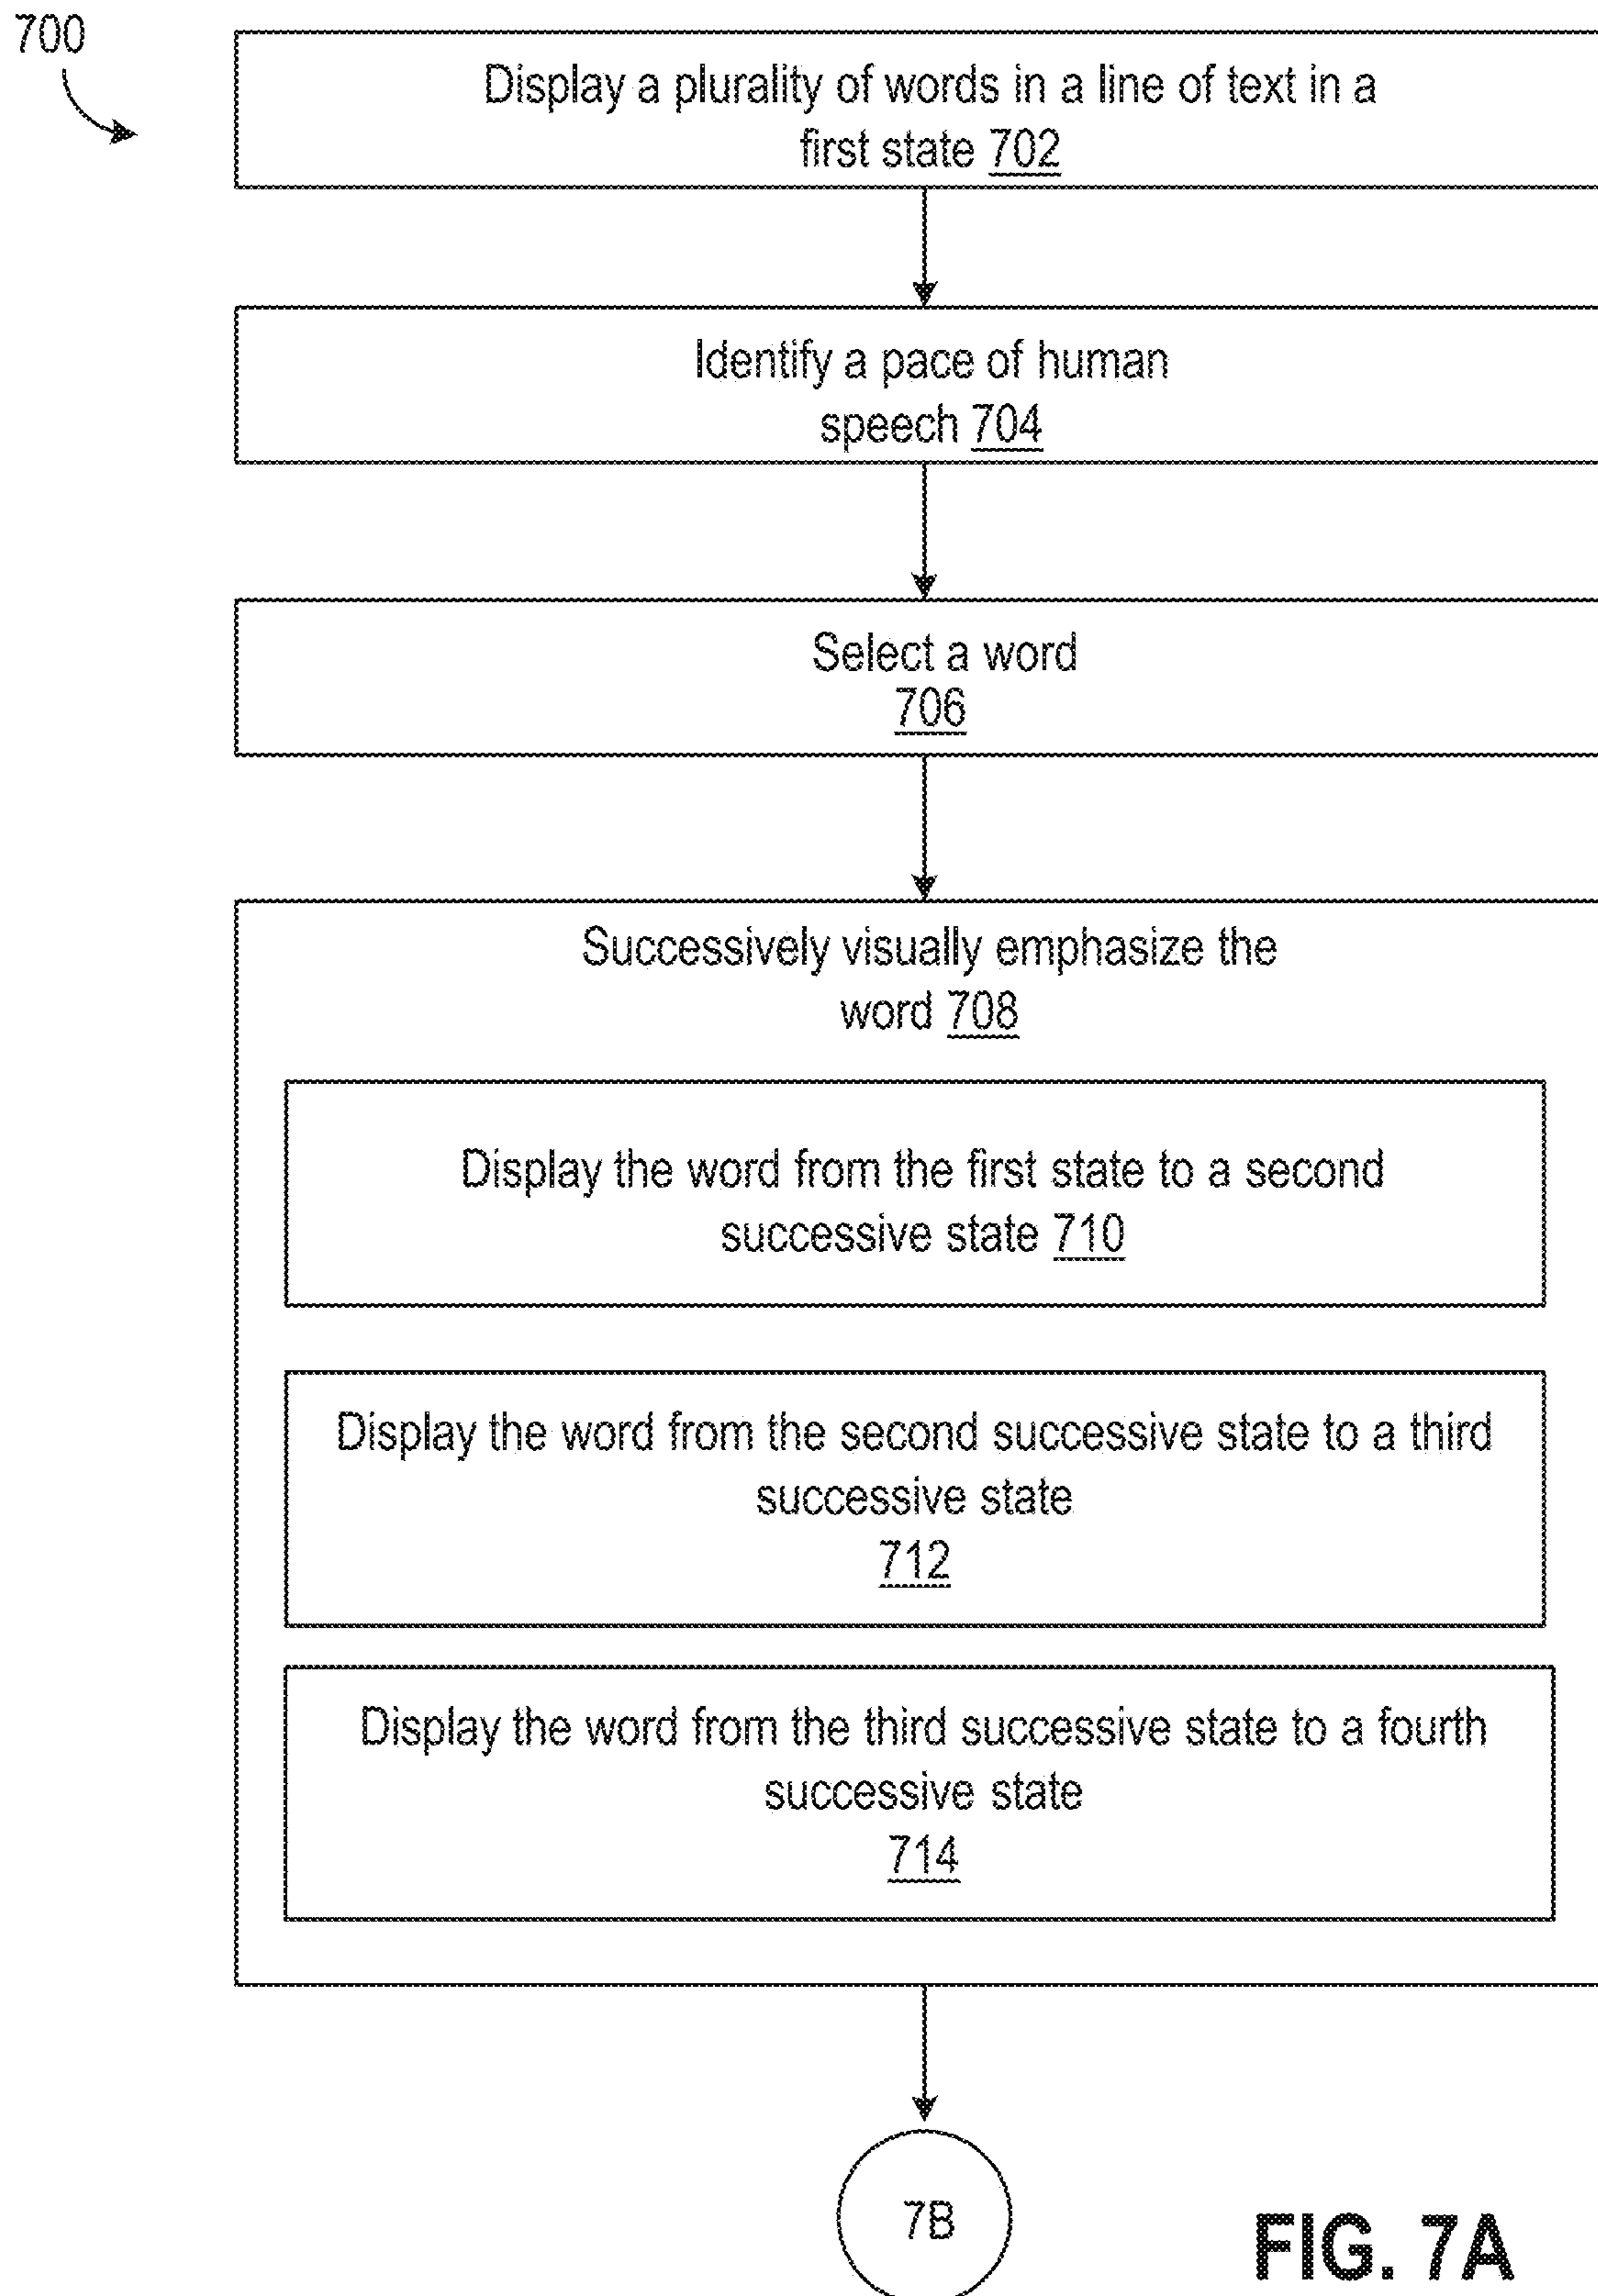 700
Display a plurality of words in a line of text in a
first state 702
Identify a pace of human
speech 704
Select a word
706
Successively visually emphasize the
word 708
Display the word from the first state to a second
successive state 710
Display the word from the second successive state to a third
successive state
712
Display the word from the third successive state to a fourth
successive state
714
7B
FIG. 7A